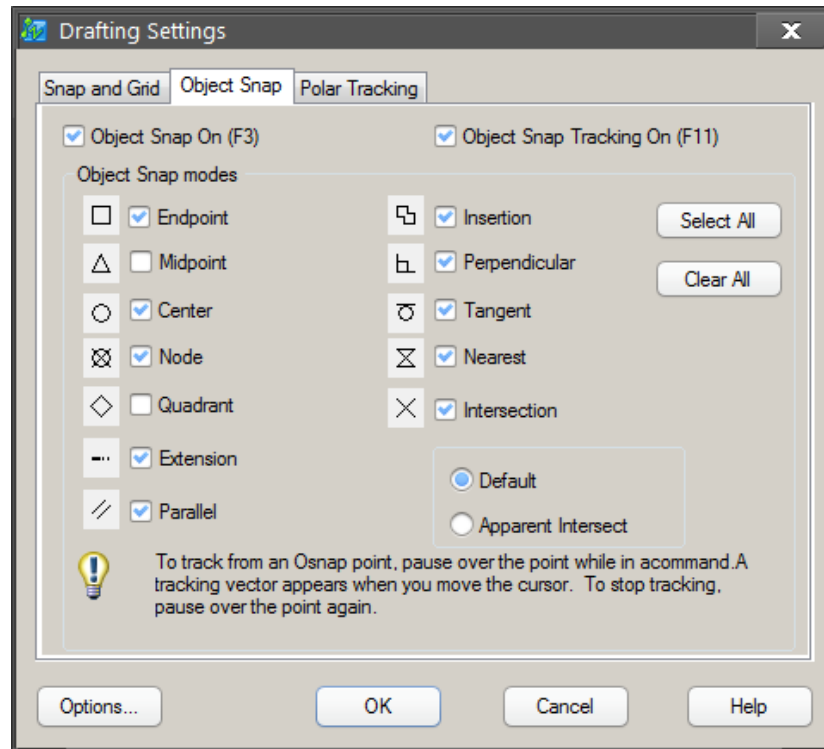 Drafting Settings
x
Snap and Grid
Object Snap
Polar Tracking
Object Snap On (F3)
Object Snap Tracking On (F11)
Object Snap modes
Endpoint
Midpoint
Center
Node
Quadrant
Extension
Parallel
Insertion
Perpendicular
Tangent
Nearest
Intersection
Default
Apparent Intersect
Select All
Clear All
To track from an Osnap point, pause over the point while in acommand.A
tracking vector appears when you move the cursor. To stop tracking,
pause over the point again.
Options...
OK
Cancel
Help